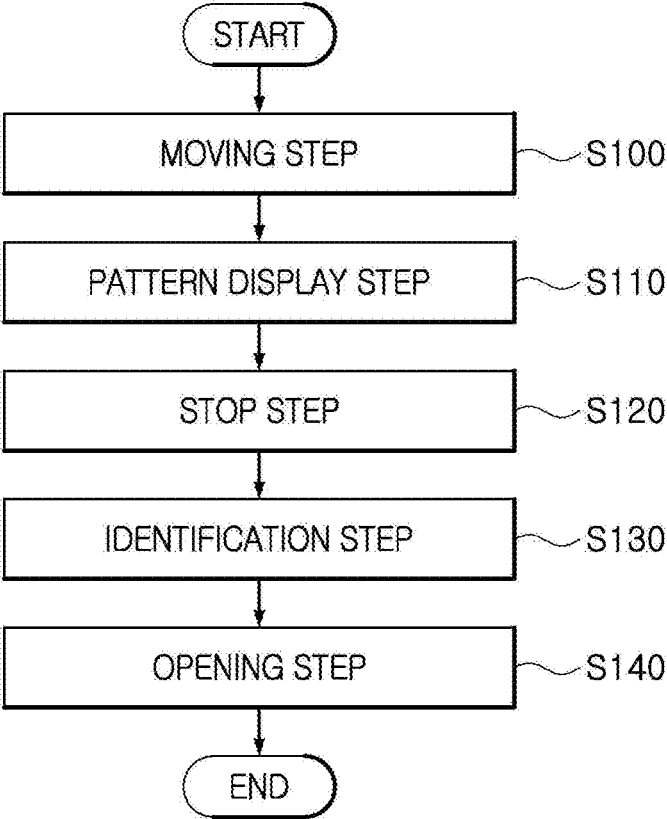 START
MOVING STEP
S100
PATTERN DISPLAY STEP
S110
STOP STEP
S120
IDENTIFICATION STEP
S130
OPENING STEP
S140
END